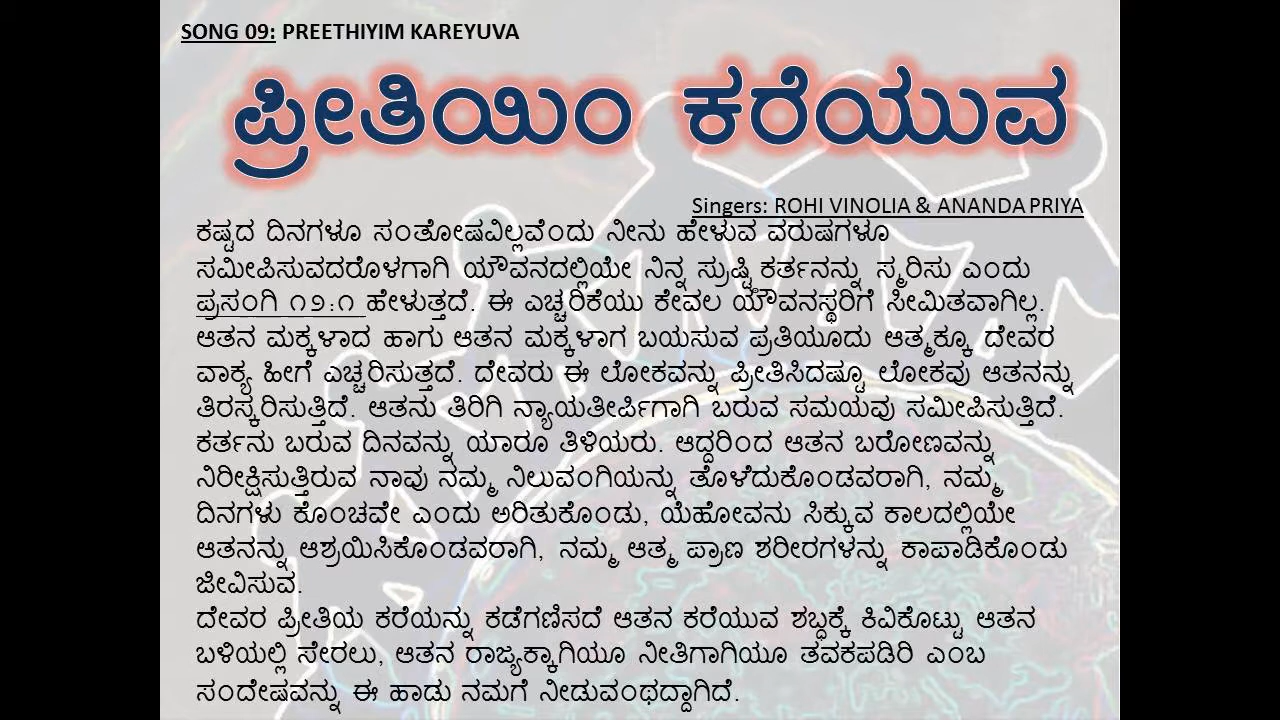 SONG 09: PREETHIYIM KAREYUVA
ಪ್ರೀತಿಯಿಂ ಕರೆಯುವ
Singers: ROHI VINOLIA & ANANDA PRIYA
ಕಷ್ಟದ ದಿನಗಳೂ ಸಂತೋಷವಿಲ್ಲವೆಂದು ನೀನು ಹೇಳುವ ವರುಷಗಳೂ
ಸಮೀಪಿಸುವದರೊಳಗಾಗಿ ಯೌವನದಲ್ಲಿಯೇ ನಿನ್ನ ಸ್ರುಷ್ಟಿ ಕರ್ತನನ್ನು ಸ್ಮರಿಸು ಎಂದು
ಪ್ರಸಂಗಿ ೧೨:೧ ಹೇಳುತ್ತದೆ. ಈ ಎಚ್ಚರಿಕೆಯು ಕೇವಲ ಯೌವನಸ್ಥರಿಗೆ ಸೀಮಿತವಾಗಿಲ್ಲ.
ಆತನ ಮಕ್ಕಳಾದ ಹಾಗು ಆತನ ಮಕ್ಕಳಾಗ ಬಯಸುವ ಪ್ರತಿಯೂದು ಆತ್ಮಕ್ಕೂ ದೇವರ
ವಾಕ್ಯ ಹೀಗೆ ಎಚ್ಚರಿಸುತ್ತದೆ. ದೇವರು ಈ ಲೋಕವನ್ನು ಪ್ರೀತಿಸಿದಷ್ಟೂ ಲೋಕವು ಆತನನ್ನು
ತಿರಸ್ಕರಿಸುತ್ತಿದೆ. ಆತನು ತಿರಿಗಿ ನ್ಯಾಯತೀರ್ಪಿಗಾಗಿ ಬರುವ ಸಮಯವು ಸಮೀಪಿಸುತ್ತಿದೆ.
ಕರ್ತನು ಬರುವ ದಿನವನ್ನು ಯಾರೂ ತಿಳಿಯರು. ಆದ್ದರಿಂದ ಆತನ ಬರೋಣವನ್ನು
ನಿರೀಕ್ಷಿಸುತ್ತಿರುವ ನಾವು ನಮ್ಮ ನಿಲುವಂಗಿಯನ್ನು ತೊಳೆದುಕೊಂಡವರಾಗಿ, ನಮ್ಮ
ದಿನಗಳು ಕೊಂಚವೇ ಎಂದು ಅರಿತುಕೊಂಡು, ಯೆಹೋವನು ಸಿಕ್ಕುವ ಕಾಲದಲ್ಲಿಯೇ
ಆತನನ್ನು ಆಶ್ರಯಿಸಿಕೊಂಡವರಾಗಿ, ನಮ್ಮ ಆತ್ಮ ಪ್ರಾಣ ಶರೀರಗಳನ್ನು ಕಾಪಾಡಿಕೊಂಡು
ಜೀವಿಸುವ.
ದೇವರ ಪ್ರೀತಿಯ ಕರೆಯನ್ನು ಕಡೆಗಣಿಸದೆ ಆತನ ಕರೆಯುವ ಶಬ್ಧಕ್ಕೆ ಕಿವಿಕೊಟ್ಟು ಆತನ
ಬಳಿಯಲ್ಲಿ ಸೇರಲು, ಆತನ ರಾಜ್ಯಕ್ಕಾಗಿಯೂ ನೀತಿಗಾಗಿಯೂ ತವಕಪಡಿರಿ ಎಂಬ
ಸಂದೇಷವನ್ನು ಈ ಹಾಡು ನಮಗೆ ನೀಡುವಂಥದ್ದಾಗಿದೆ.